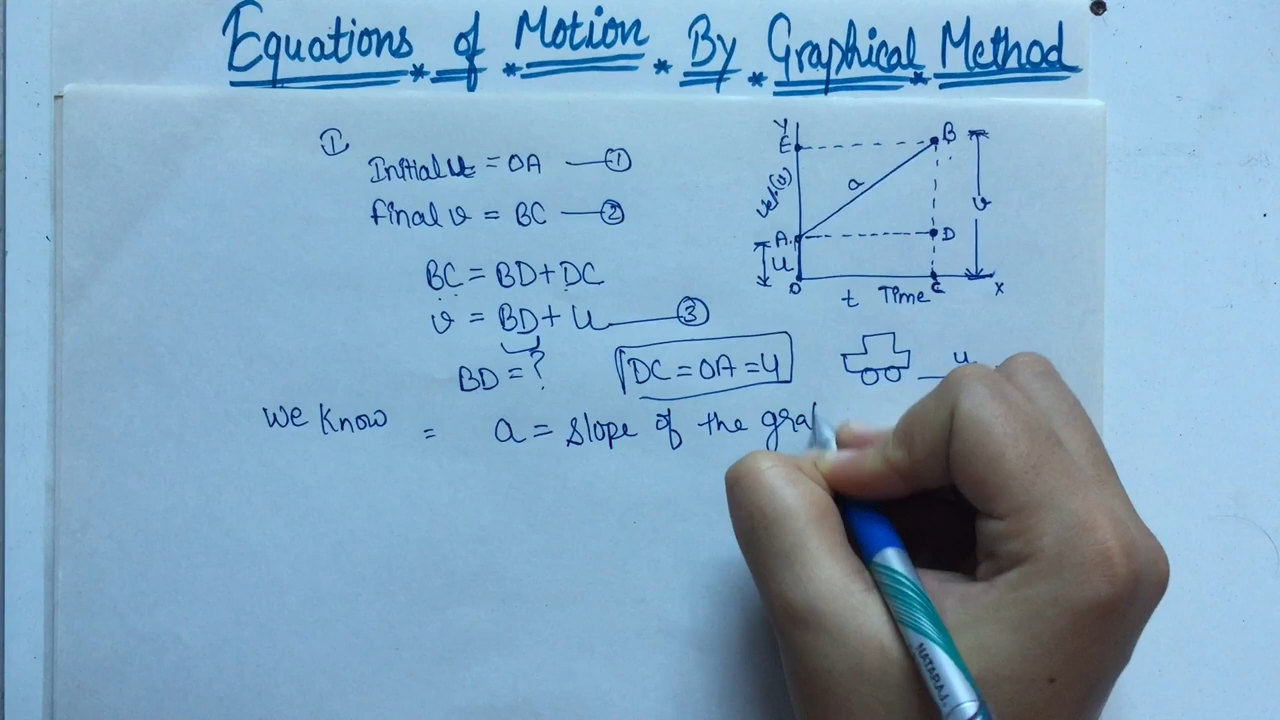 Equations of Motion By Graphical Method
①
Initial = OA — ①
final v = BC — ②
BC = BD + DC
v = BD + u — ③
BD = ?
DC = OA = u
We know = a = slope of the gra
Y
E
B
a
v
A
D
u
O
t Time
C
X
u
NATARAJ